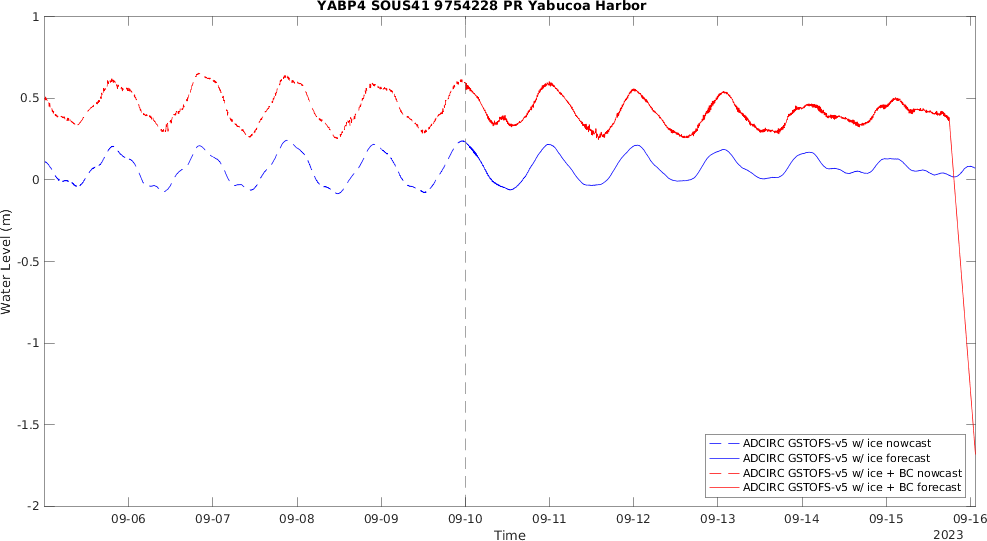 YABP4 SOUS41 9754228 PR Yabucoa Harbor
1
0.5
0
-0.5
-1
-1.5
-2
Water Level (m)
ADCIRC GSTOFS-v5 w/ ice nowcast
ADCIRC GSTOFS-v5 w/ ice forecast
ADCIRC GSTOFS-v5 w/ ice + BC nowcast
ADCIRC GSTOFS-v5 w/ ice + BC forecast
09-06 09-07 09-08 09-09 09-10 09-11 09-12 09-13 09-14 09-15 09-16
Time
2023